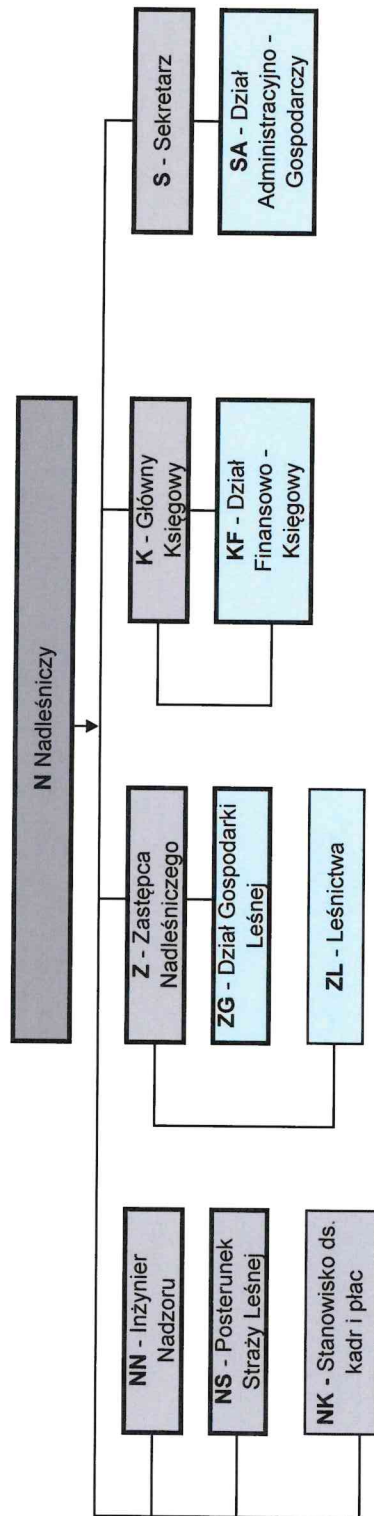 N Nadleśniczy
NN - Inżynier
Nadzoru
NS - Posterunek
Straży Leśnej
NK - Stanowisko ds.
kadr i płac
Z - Zastępca
Nadleśniczego
ZG - Dział Gospodarki
Leśnej
ZL - Leśnictwa
K - Główny
Księgowy
KF - Dział
Finansowo -
Księgowy
S - Sekretarz
SA - Dział
Administracyjno -
Gospodarczy